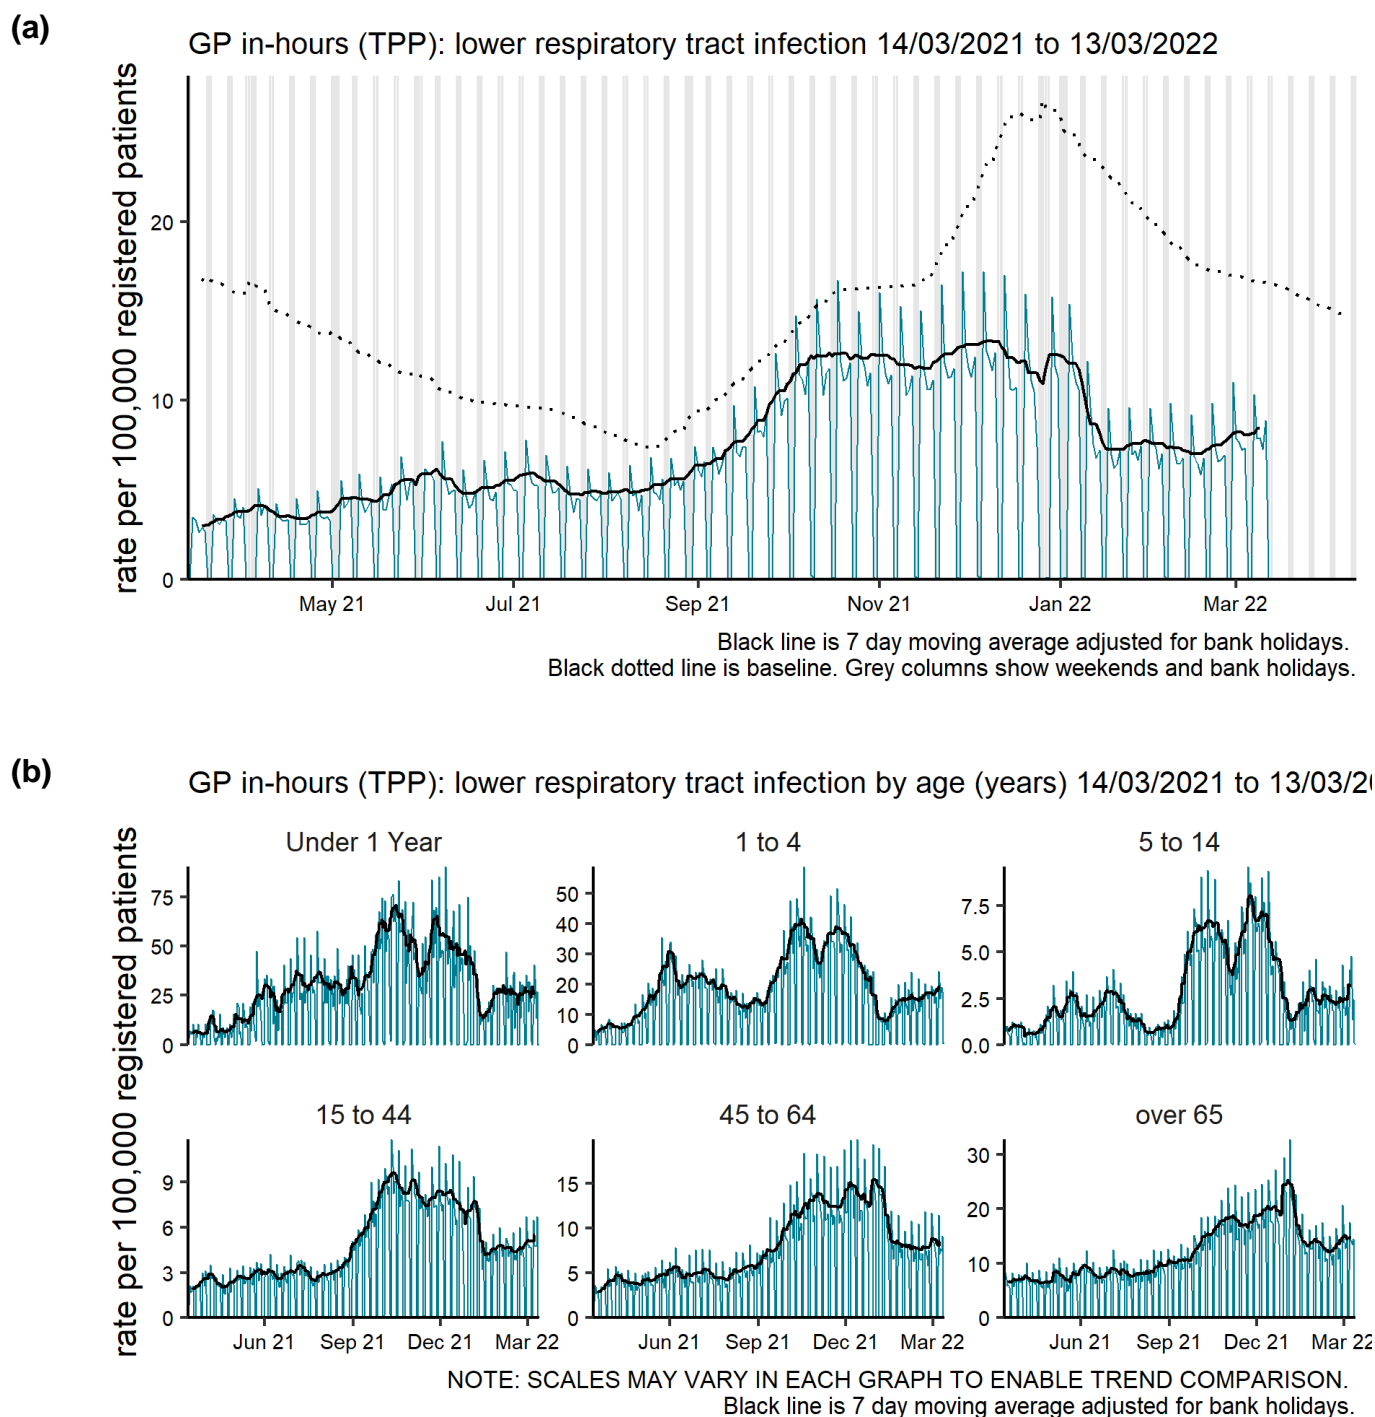 (a)
GP in-hours (TPP): lower respiratory tract infection 14/03/2021 to 13/03/2022
rate per 100,000 registered patients
20
10
0
May 21 Jul 21 Sep 21 Nov 21 Jan 22 Mar 22
Black line is 7 day moving average adjusted for bank holidays.
Black dotted line is baseline. Grey columns show weekends and bank holidays.
(b)
GP in-hours (TPP): lower respiratory tract infection by age (years) 14/03/2021 to 13/03/20
rate per 100,000 registered patients
Under 1 Year 1 to 4 5 to 14
75
50
25
0
50
40
30
20
10
0
7.5
5.0
2.5
0.0
15 to 44 45 to 64 over 65
9
6
3
0
15
10
5
0
30
20
10
0
Jun 21 Sep 21 Dec 21 Mar 22 Jun 21 Sep 21 Dec 21 Mar 22 Jun 21 Sep 21 Dec 21 Mar 22
NOTE: SCALES MAY VARY IN EACH GRAPH TO ENABLE TREND COMPARISON.
Black line is 7 day moving average adjusted for bank holidays.